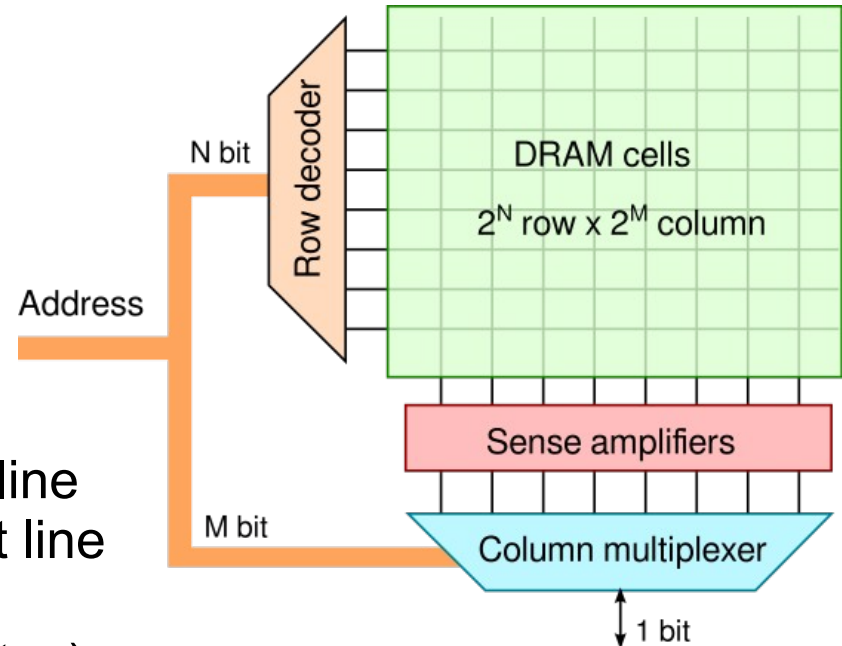 N bit
Row decoder
DRAM cells
2^N row x 2^M column
Address
Sense amplifiers
line
t line
M bit
Column multiplexer
1 bit